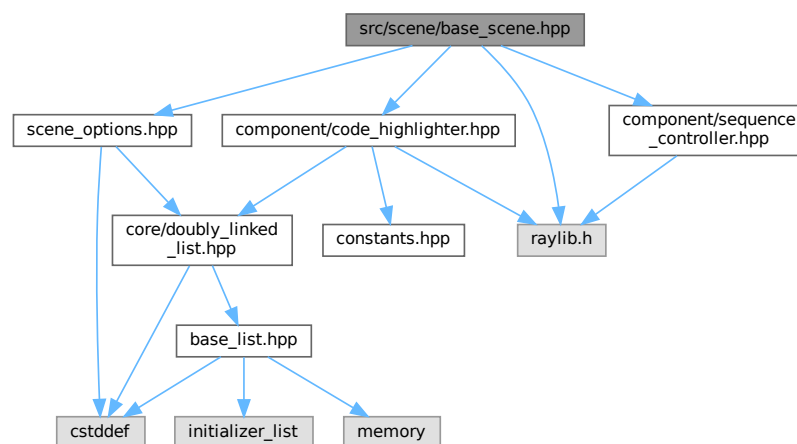 src/scene/base_scene.hpp
scene_options.hpp
component/code_highlighter.hpp
component/sequence
_controller.hpp
core/doubly_linked
_list.hpp
constants.hpp
raylib.h
base_list.hpp
cstddef
initializer_list
memory